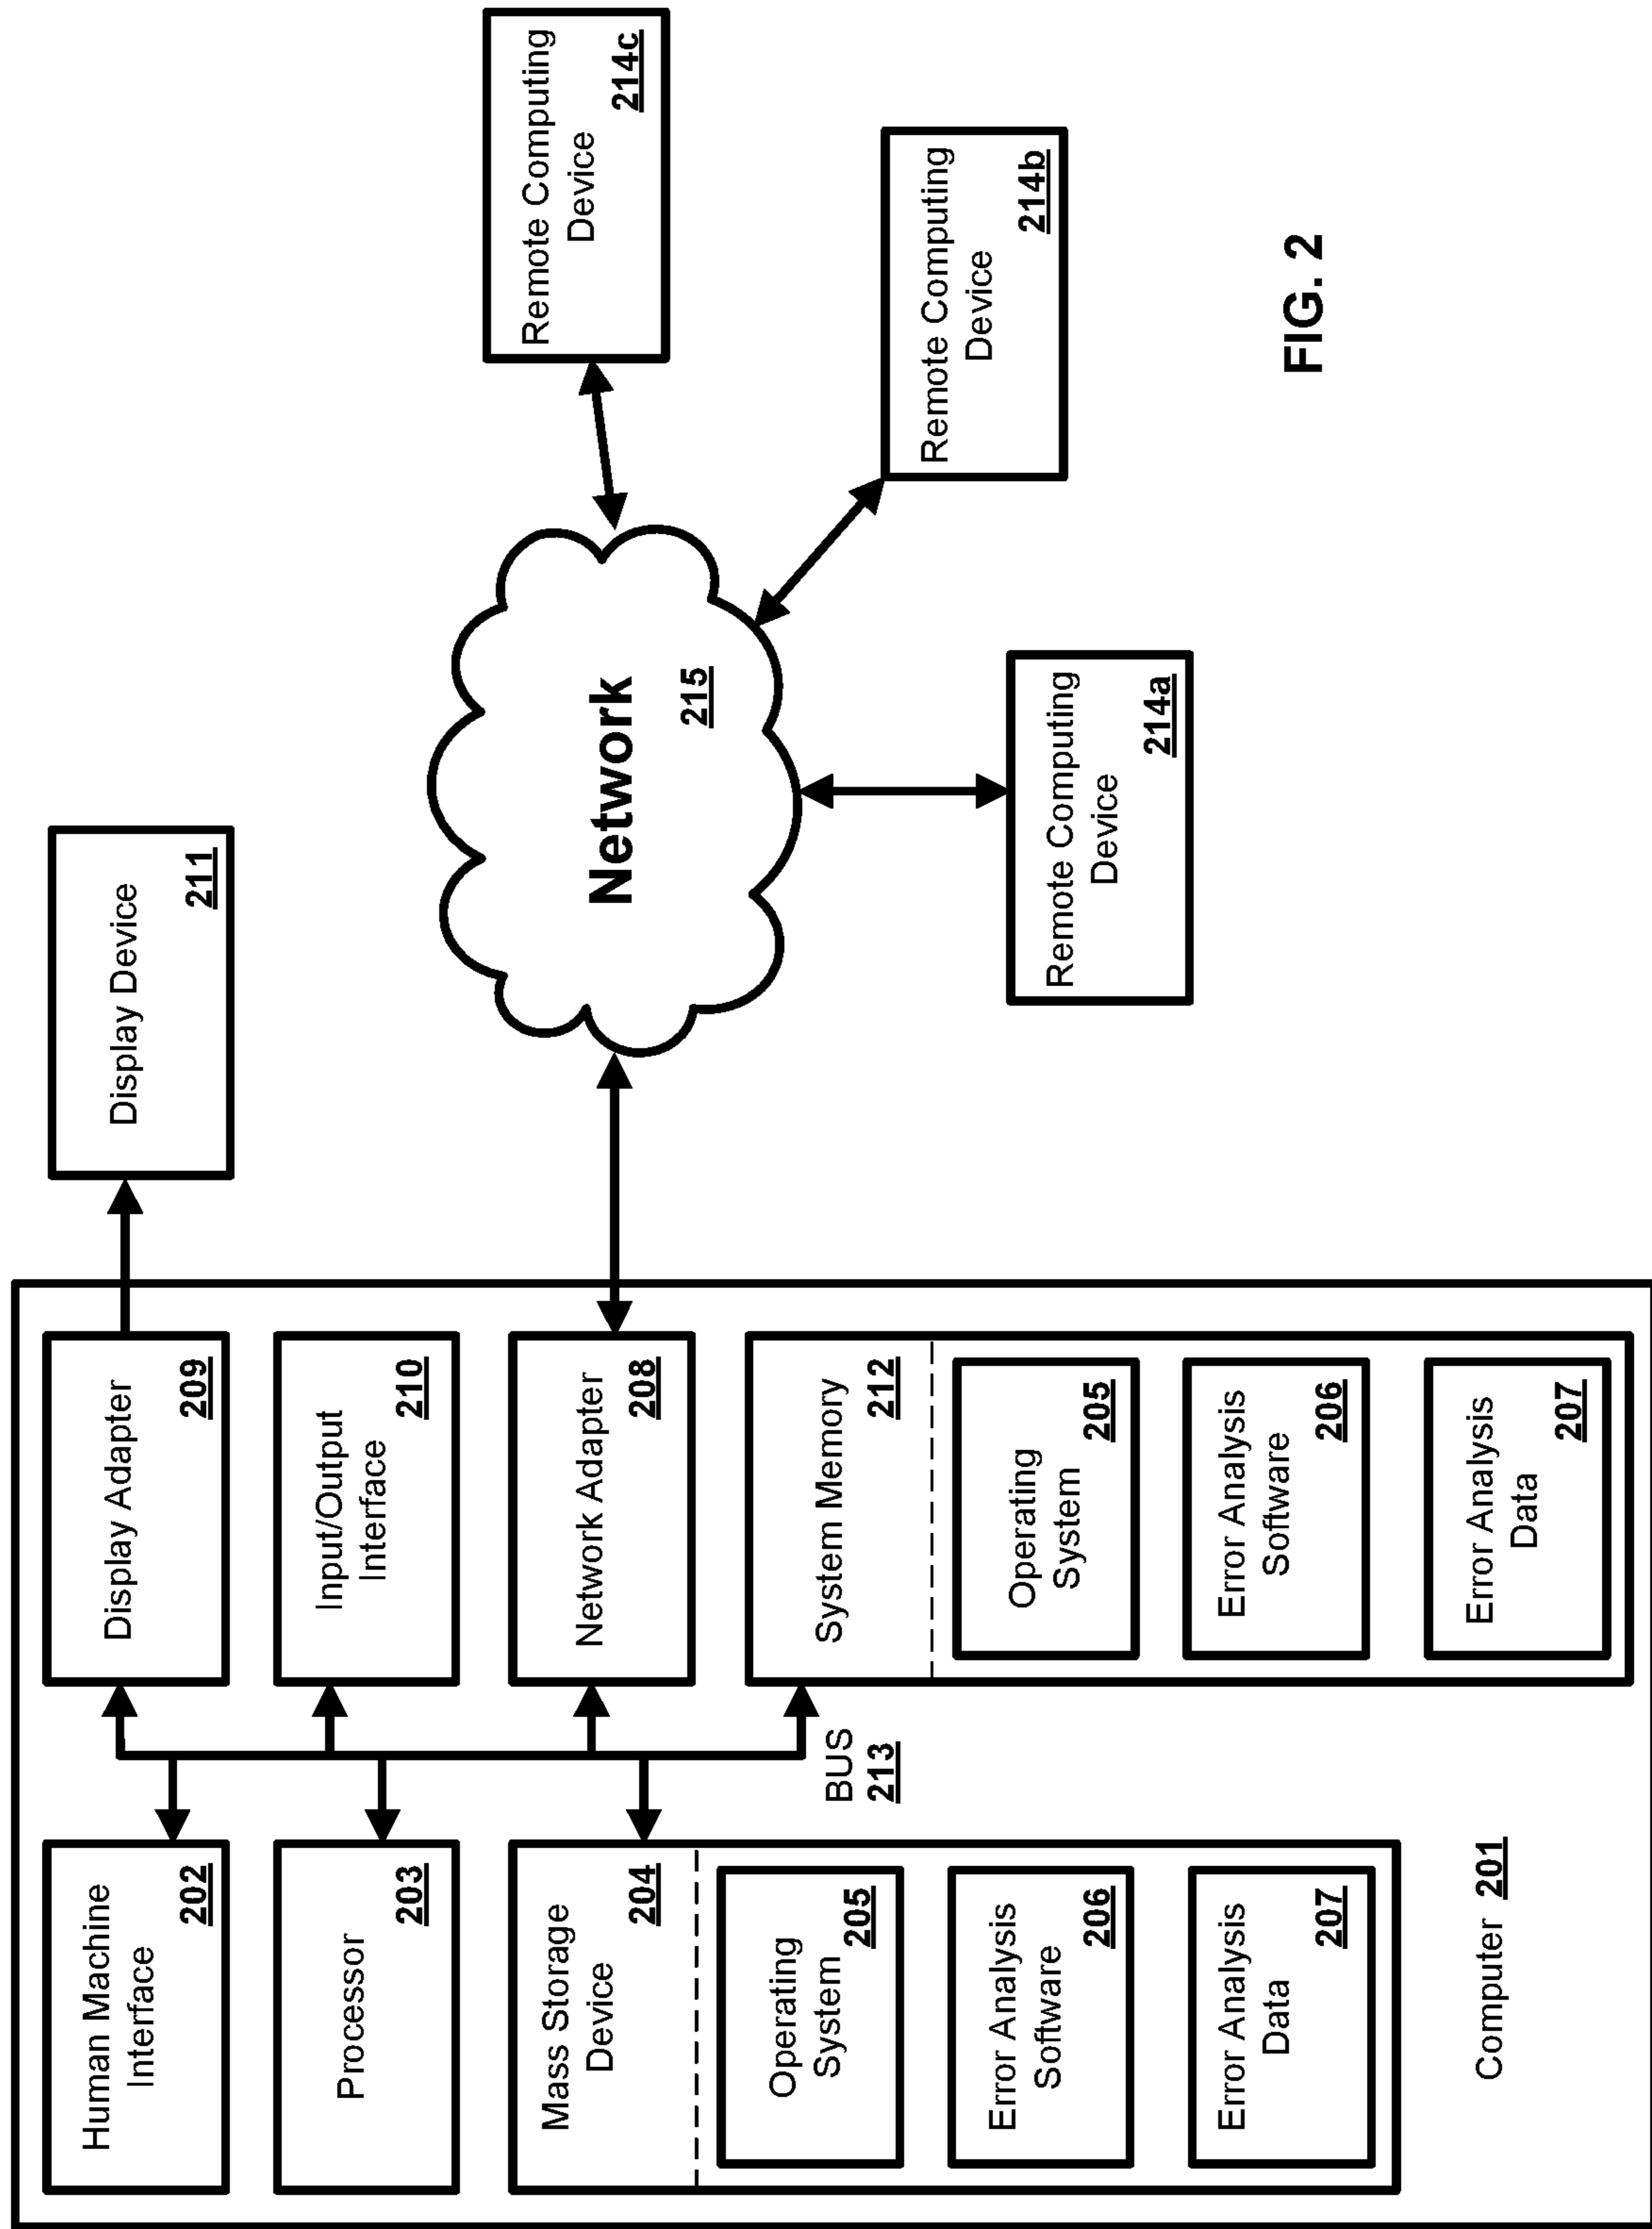 Human Machine
Interface
202
Processor
203
Mass Storage
Device
204
Operating
System
205
Error Analysis
Software
206
Error Analysis
Data
207
Computer 201
BUS
213
Display Adapter
209
Input/Output
Interface
210
Network Adapter
208
System Memory
212
Operating
System
205
Error Analysis
Software
206
Error Analysis
Data
207
Display Device
211
Network
215
Remote Computing
Device
214a
Remote Computing
Device
214b
Remote Computing
Device
214c
FIG. 2